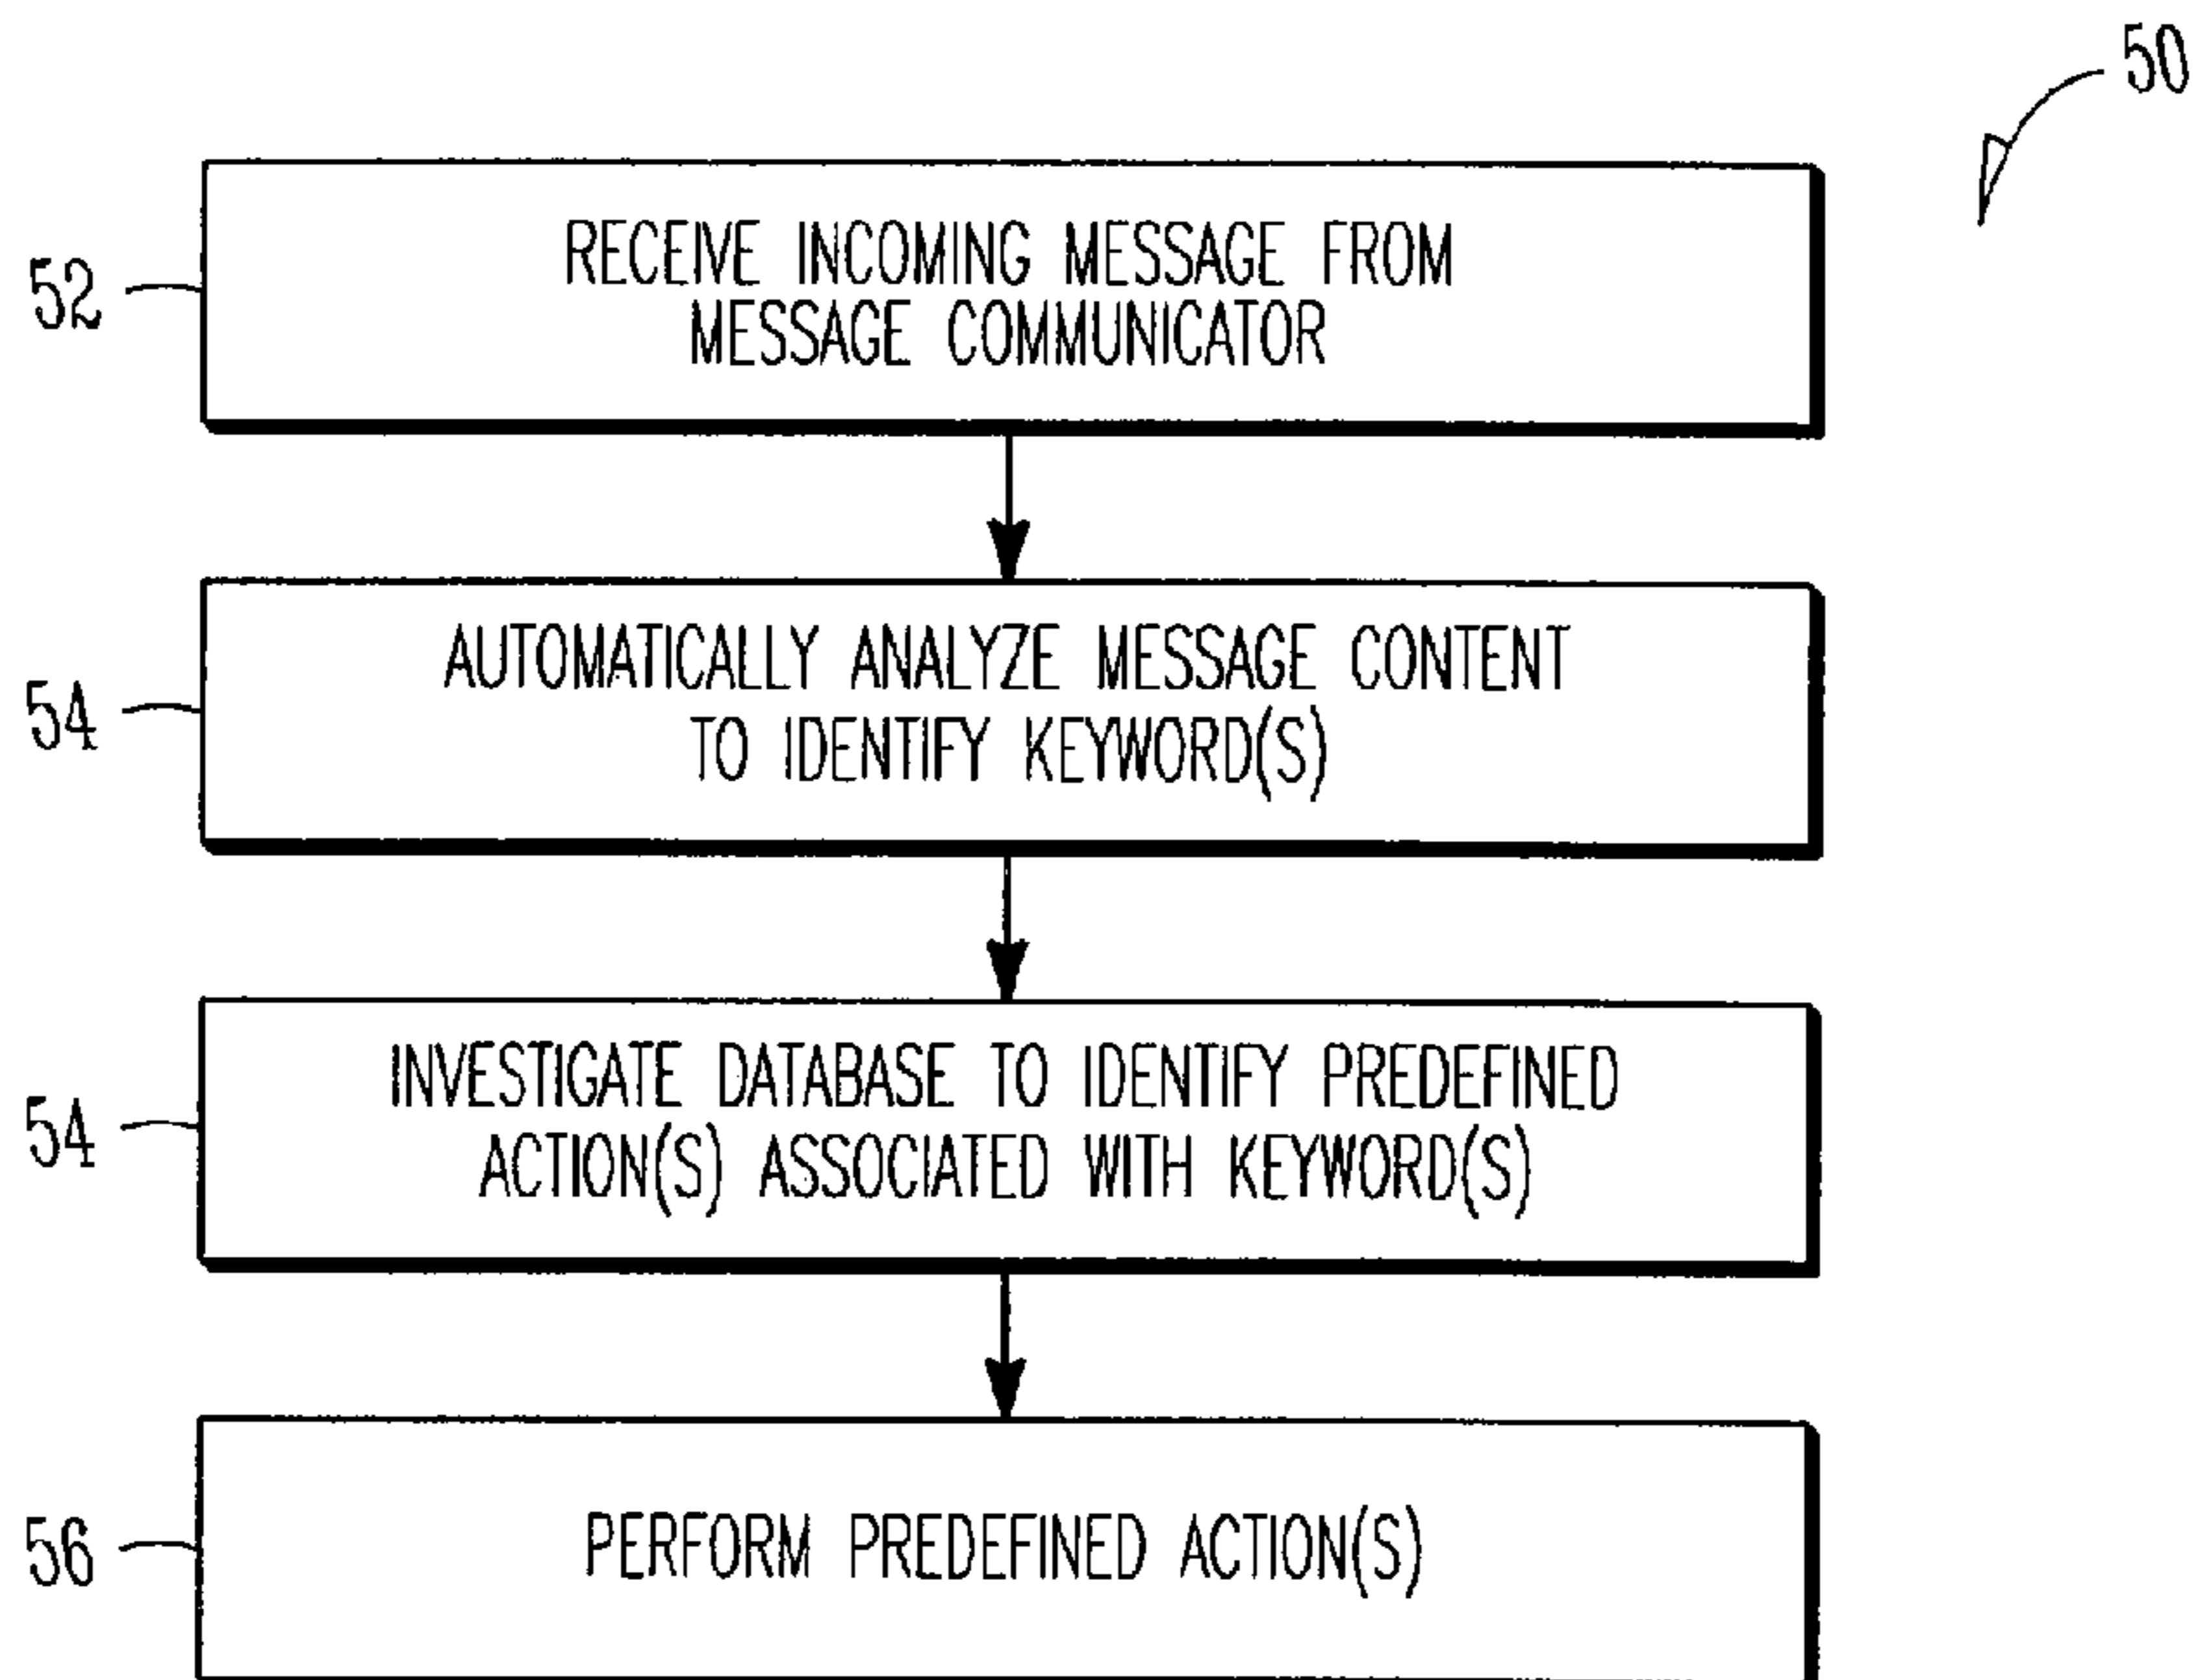 50
52
RECEIVE INCOMING MESSAGE FROM
MESSAGE COMMUNICATOR
54
AUTOMATICALLY ANALYZE MESSAGE CONTENT
TO IDENTIFY KEYWORD(S)
54
INVESTIGATE DATABASE TO IDENTIFY PREDEFINED
ACTION(S) ASSOCIATED WITH KEYWORD(S)
56
PERFORM PREDEFINED ACTION(S)